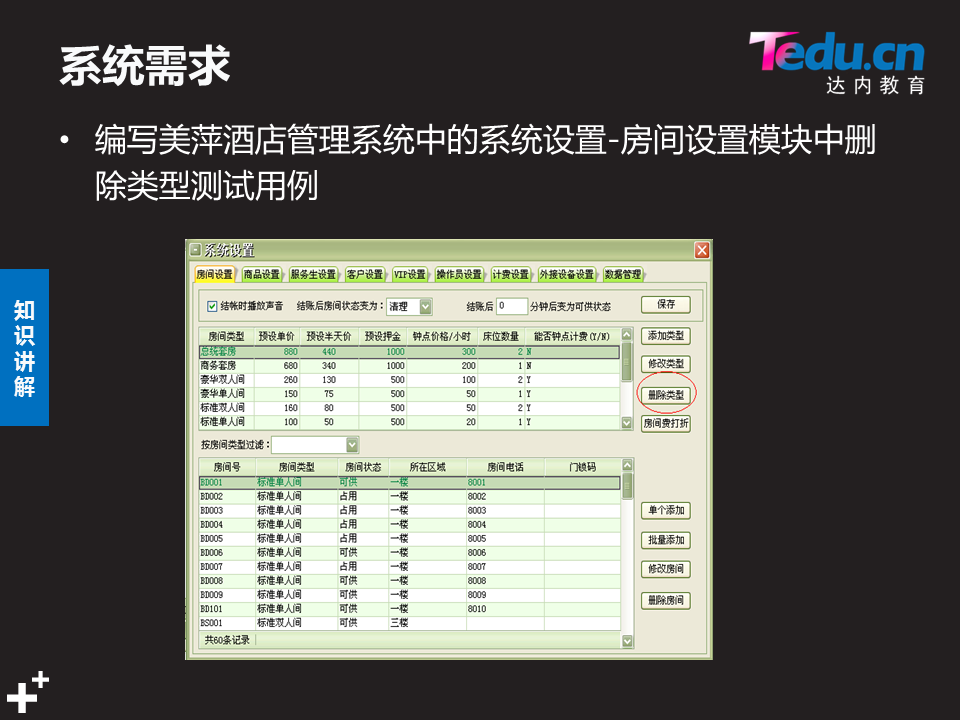 系统需求
Tedu.cn
达内教育
• 编写美萍酒店管理系统中的系统设置-房间设置模块中删
除类型测试用例
知识讲解
系统设置
房间设置 商品设置 服务生设置 客户设置 VIP设置 操作员设置 计费设置 外接设备设置 数据管理
结帐时播放声音 结账后房间状态变为: 清理 结账后 0 分钟后变为可供状态 保存
房间类型 预设单价 预设半天价 预设押金 钟点价格/小时 床位数量 能否钟点计费(Y/N) 添加类型
总统套房 880 440 1000 300 2 N
商务套房 680 340 1000 200 1 N 修改类型
豪华双人间 260 130 500 100 2 Y
豪华单人间 150 75 500 50 1 Y 删除类型
标准双人间 160 80 500 50 2 Y
标准单人间 100 50 500 20 1 Y 房间费打折
按房间类型过滤:
房间号 房间类型 房间状态 所在区域 房间电话 门锁码
BD001 标准单人间 可供 一楼 8001
BD002 标准单人间 占用 一楼 8002
BD003 标准单人间 占用 一楼 8003 单个添加
BD004 标准单人间 占用 一楼 8004
BD005 标准单人间 占用 一楼 8005 批量添加
BD006 标准单人间 可供 一楼 8006
BD007 标准单人间 占用 一楼 8007 修改房间
BD008 标准单人间 可供 一楼 8008
BD009 标准单人间 可供 一楼 8009 删除房间
BD101 标准单人间 可供 一楼 8010
BS001 标准双人间 可供 三楼
共60条记录